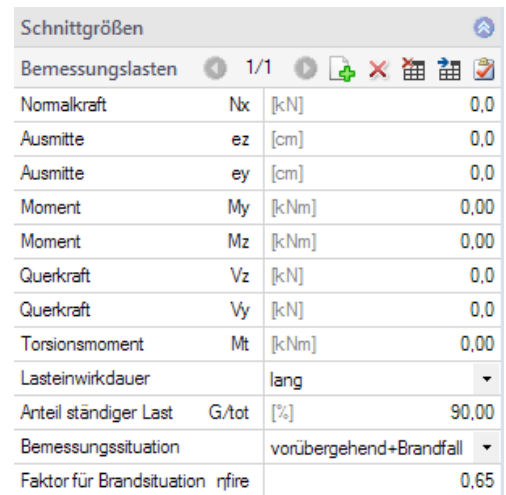 Schnittgrößen
Bemessungslasten 1/1
Normalkraft Nx [kN] 0,0
Ausmitte ez [cm] 0,0
Ausmitte ey [cm] 0,0
Moment My [kNm] 0,00
Moment Mz [kNm] 0,00
Querkraft Vz [kN] 0,0
Querkraft Vy [kN] 0,0
Torsionsmoment Mt [kNm] 0,00
Lasteinwirkdauer lang
Anteil ständiger Last G/tot [%] 90,00
Bemessungssituation vorübergehend+Brandfall
Faktor für Brandsituation ηfire 0,65